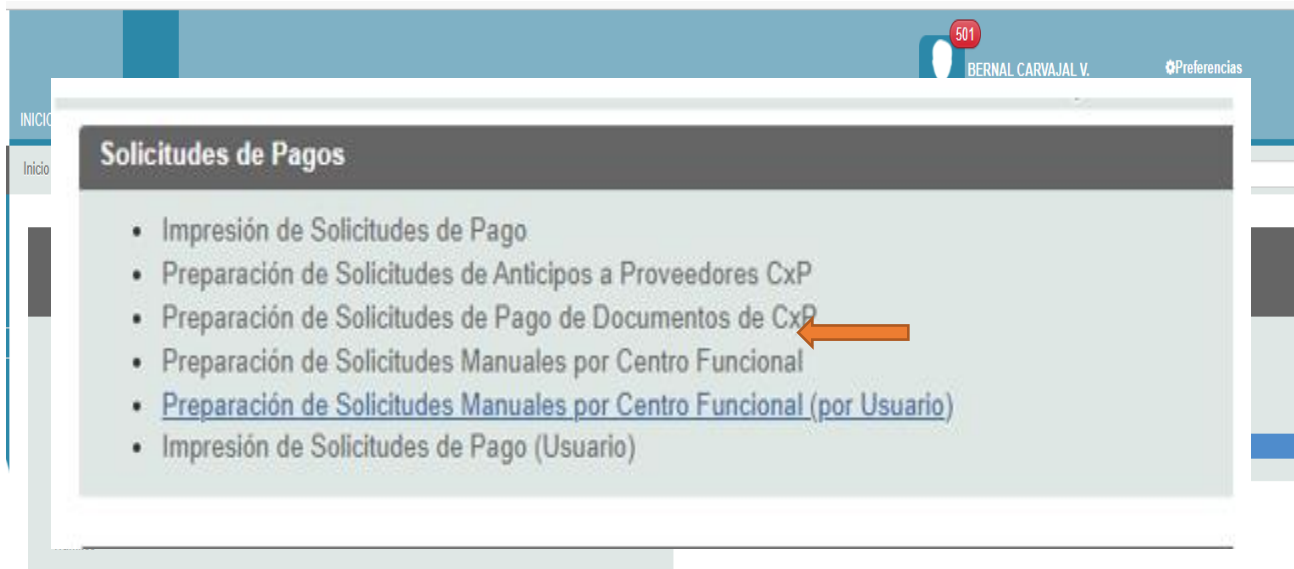 501
BERNAL CARVAJAL V.
Preferencias
INICIO
Inicio
Solicitudes de Pagos
• Impresión de Solicitudes de Pago
• Preparación de Solicitudes de Anticipos a Proveedores CxP
• Preparación de Solicitudes de Pago de Documentos de CxP
• Preparación de Solicitudes Manuales por Centro Funcional
• Preparación de Solicitudes Manuales por Centro Funcional (por Usuario)
• Impresión de Solicitudes de Pago (Usuario)